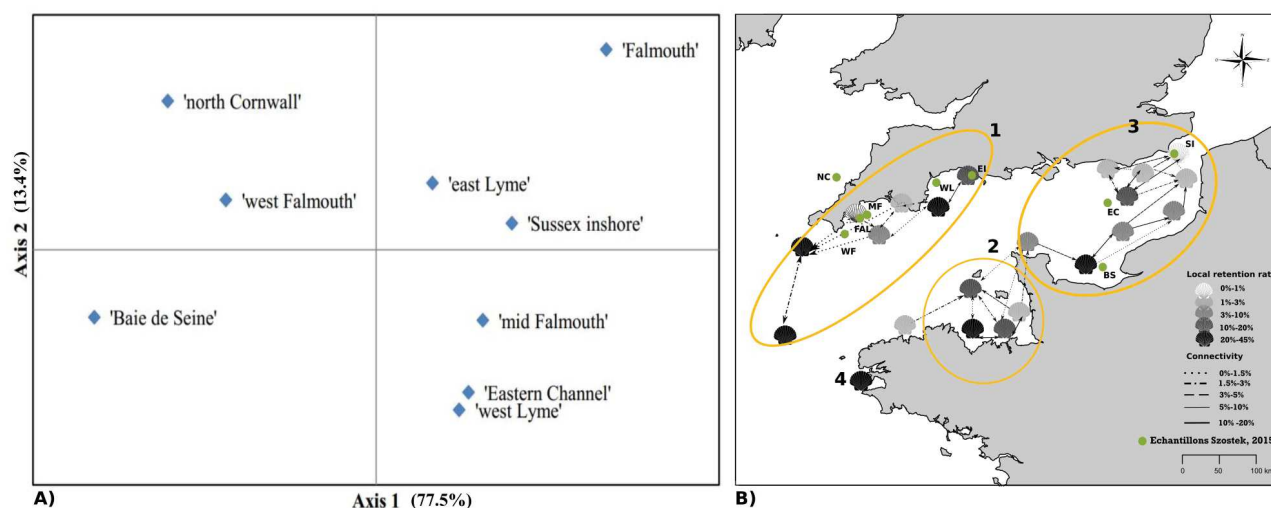 'Falmouth'
'north Cornwall'
'east Lyme'
'west Falmouth'
'Sussex inshore'
'Baie de Seine'
'mid Falmouth'
'Eastern Channel'
'west Lyme'
Axis 2 (13.4%)
Axis 1 (77.5%)
A)
1
3
2
4
NC
WL
EL
MF
FAL
WF
SI
EC
BS
N
S
Local retention rat
0%-1%
1%-3%
3%-10%
10%-20%
20%-45%
Connectivity
0%-1.5%
1.5%-3%
3%-5%
5%-10%
10% -20%
Echantillons Szostek, 2015
0 50 100 km
B)